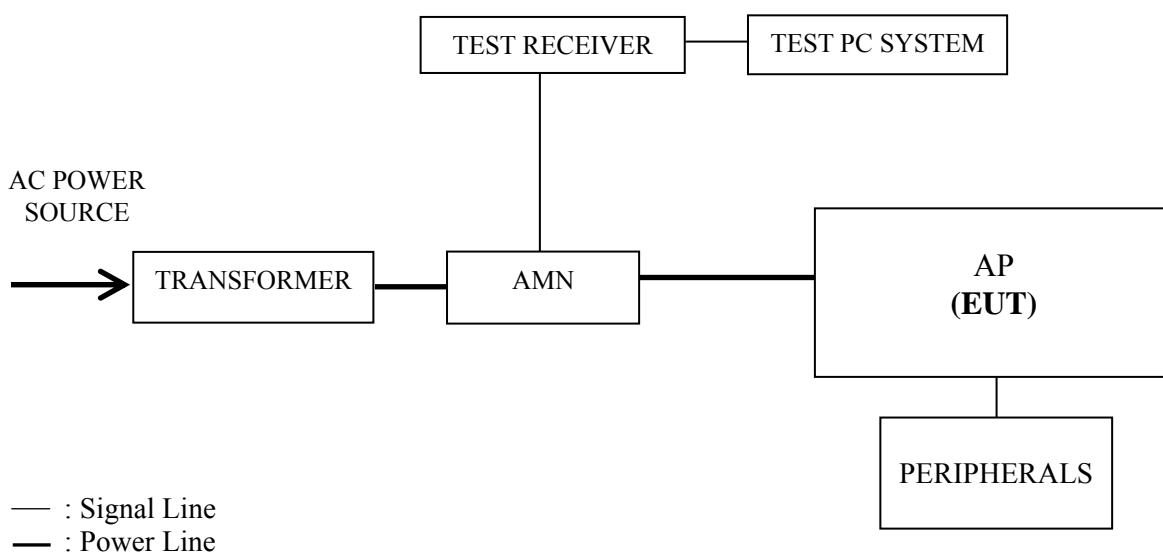 TEST RECEIVER
TEST PC SYSTEM
AC POWER
SOURCE
TRANSFORMER
AMN
AP
(EUT)
PERIPHERALS
: Signal Line
: Power Line